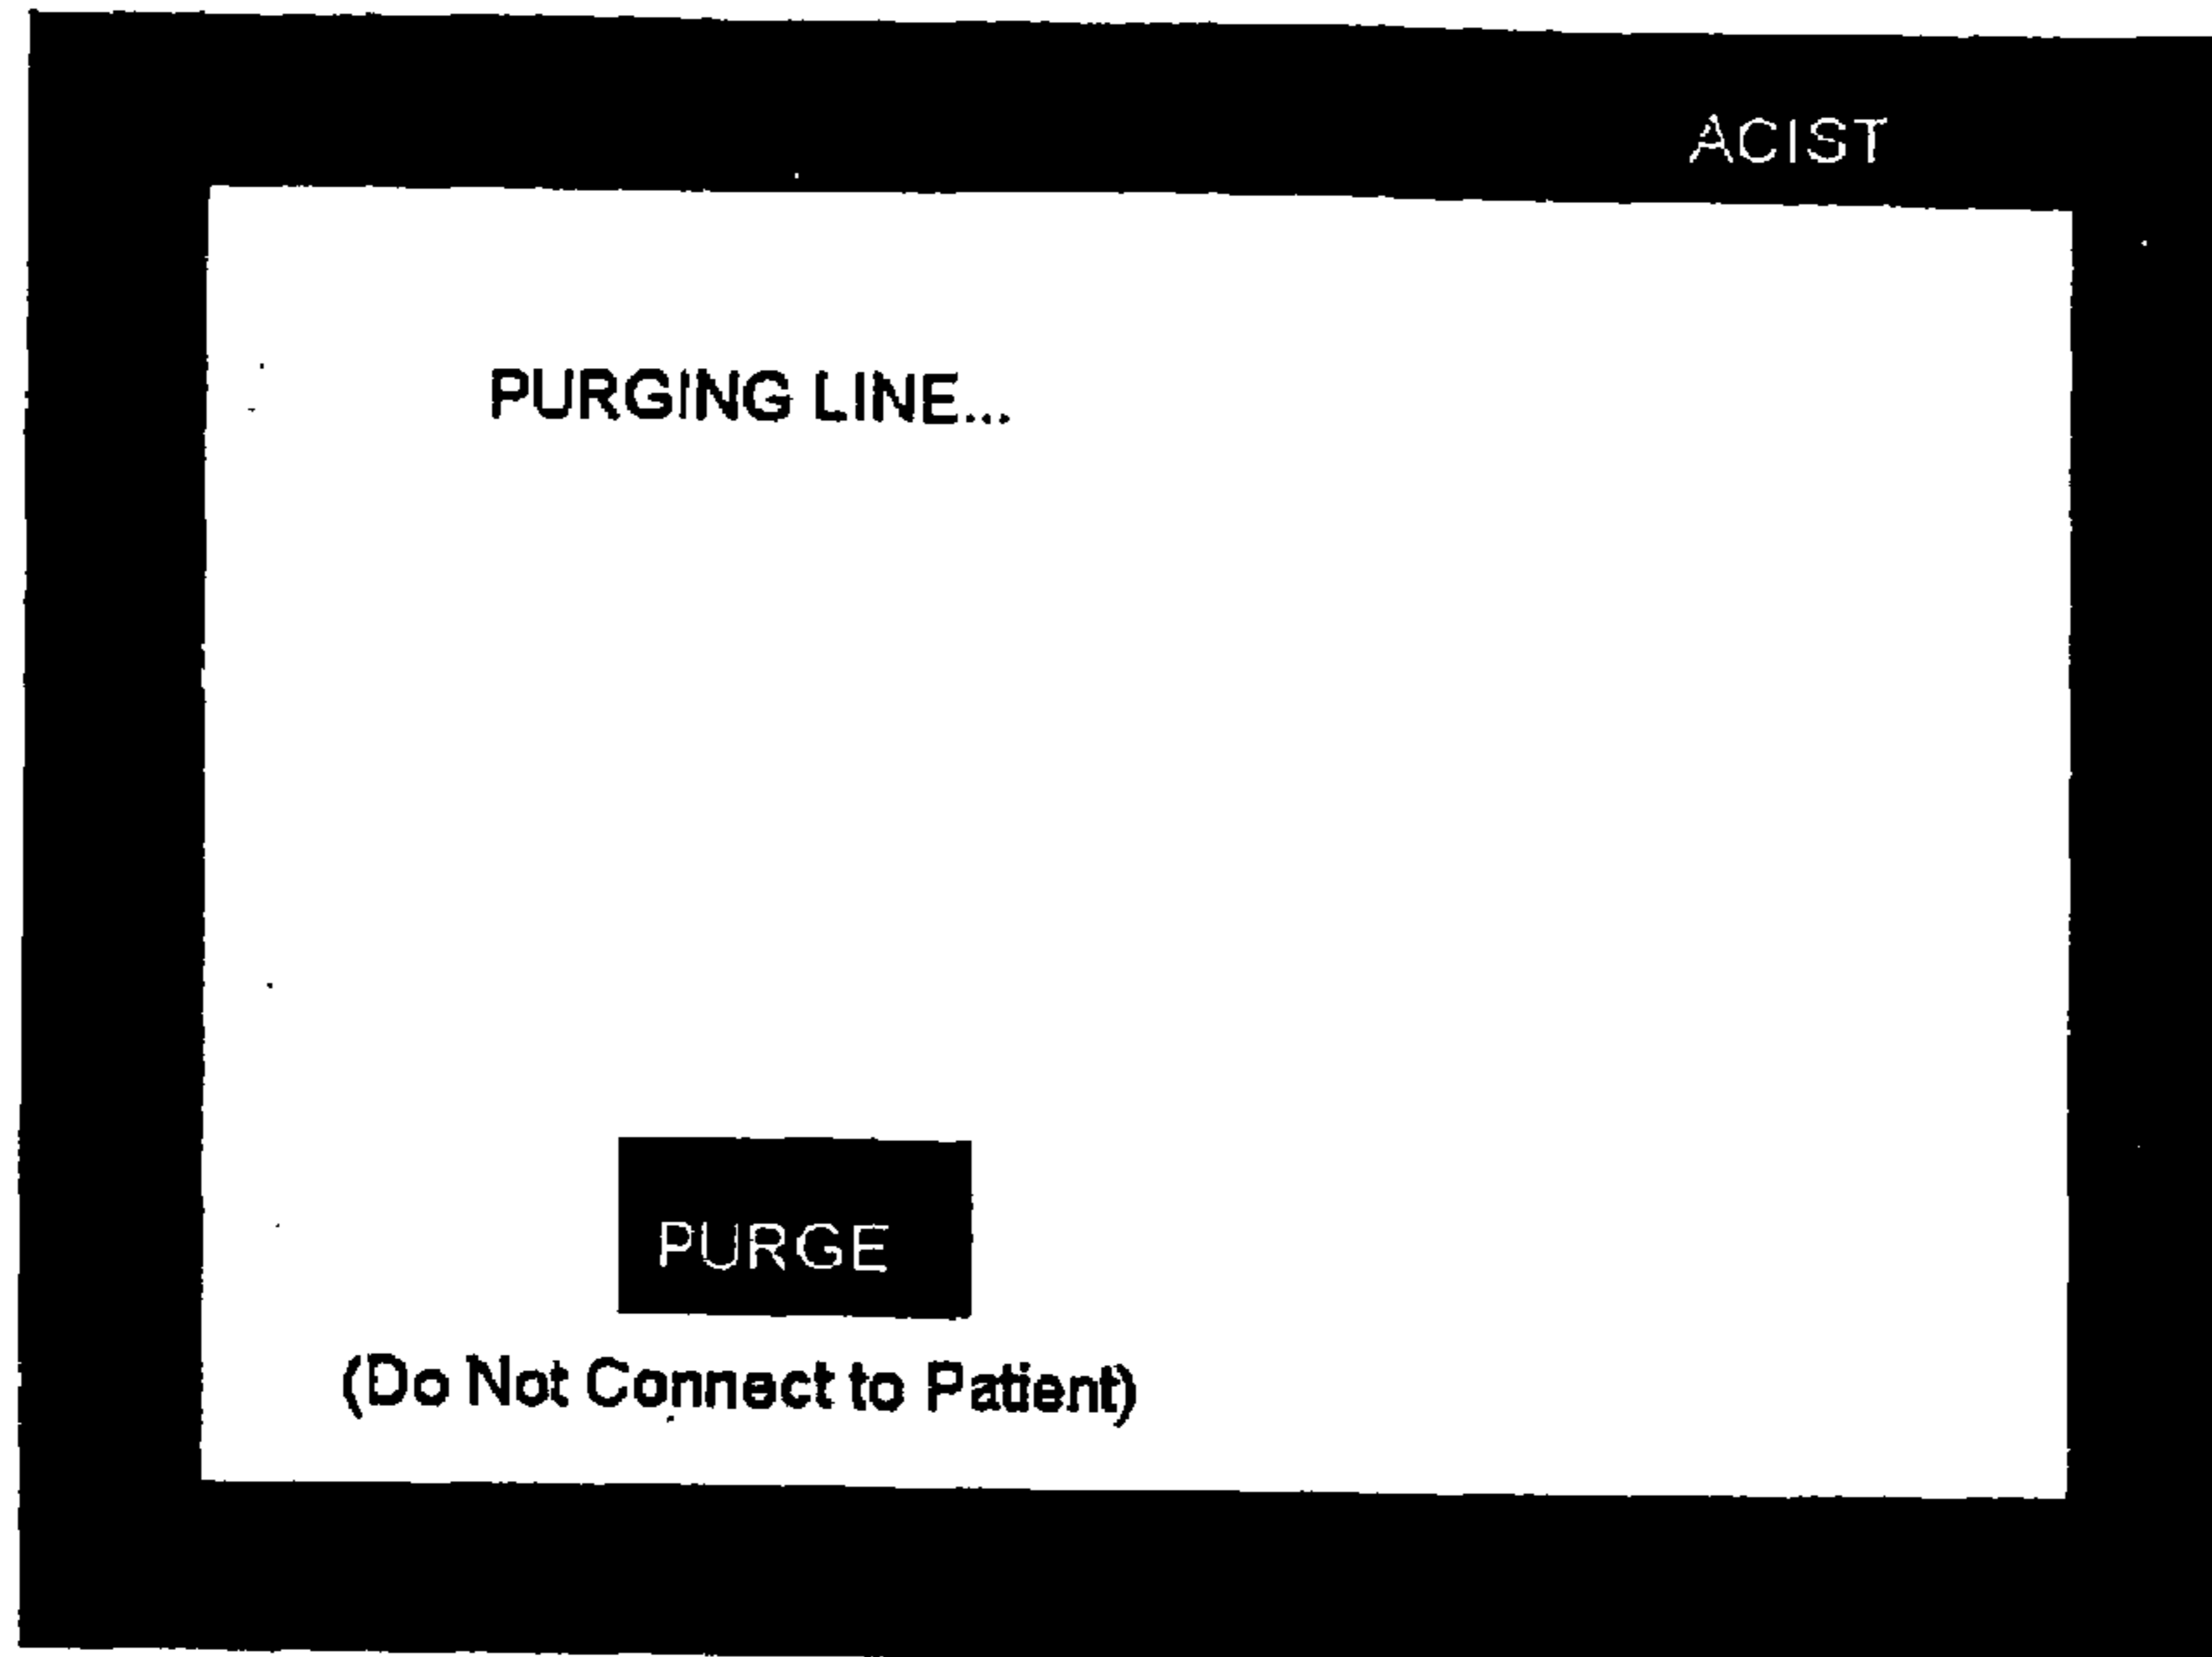 ACIST
PURGING LINE...
PURGE
(Do Not Connect to Patient)